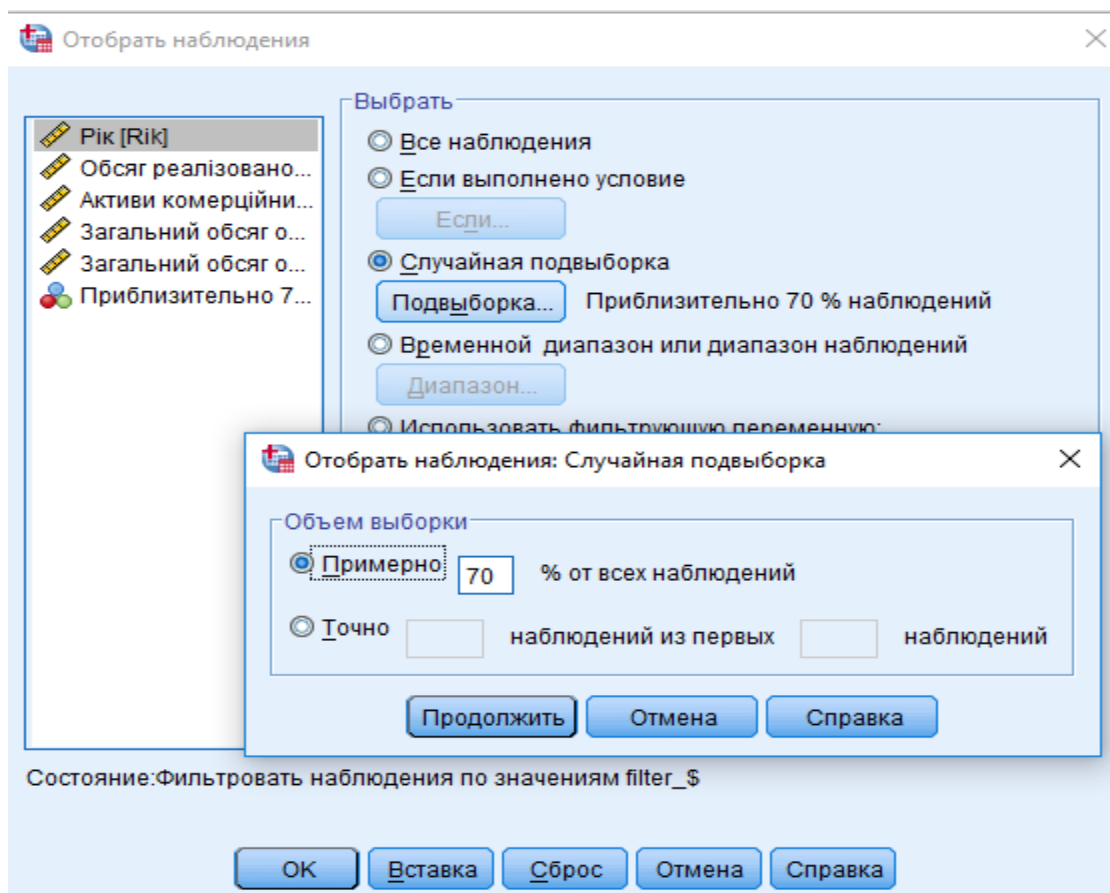 Отобрать наблюдения
Рік [Rik]
Обсяг реалізовано...
Активи комерційни...
Загальний обсяг о...
Загальний обсяг о...
Приблизительно 7...
Выбрать
Все наблюдения
Если выполнено условие
Если...
Случайная подвыборка
Подвыборка... Приблизительно 70 % наблюдений
Временной диапазон или диапазон наблюдений
Диапазон...
Использовать фильтрующую переменную:
Отобрать наблюдения: Случайная подвыборка
Объем выборки
Примерно 70 % от всех наблюдений
Точно наблюдений из первых наблюдений
Продолжить Отмена Справка
Состояние:Фильтровать наблюдения по значениям filter_$
OK Вставка Сброс Отмена Справка